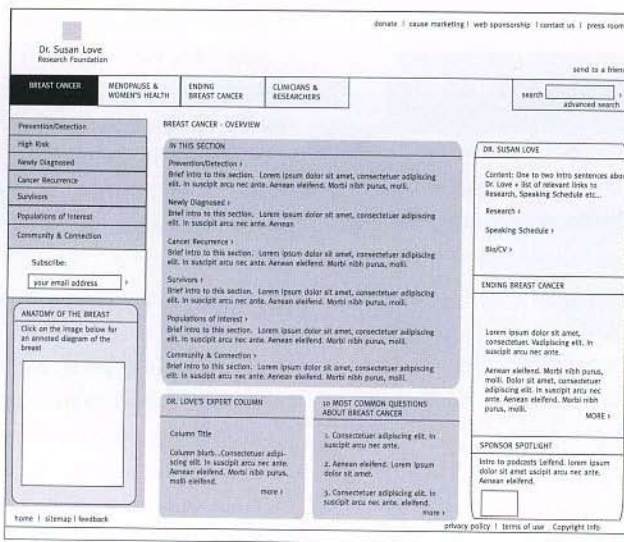 donate | cause marketing | web sponsorship | contact us | press room
Dr. Susan Love
Research Foundation
send to a friend
BREAST CANCER
MENOPAUSE &
WOMEN'S HEALTH
ENDING
BREAST CANCER
CLINICIANS &
RESEARCHERS
search
advanced search
Prevention/Detection
High Risk
Newly Diagnosed
Cancer Recurrence
Survivors
Populations of Interest
Community & Connection
Subscribe:
your email address
ANATOMY OF THE BREAST
Click on the image below for
an annoted diagram of the
breast
BREAST CANCER - OVERVIEW
IN THIS SECTION
Prevention/Detection ›
Brief intro to this section. Lorem ipsum dolor sit amet, consectetuer adipiscing
elit. In suscipit arcu nec ante. Aenean eleifend. Morbi nibh purus, molli.
Newly Diagnosed ›
Brief intro to this section. Lorem ipsum dolor sit amet, consectetuer adipiscing
elit. In suscipit arcu nec ante. Aenean
Cancer Recurrence ›
Brief intro to this section. Lorem ipsum dolor sit amet, consectetuer adipiscing
elit. In suscipit arcu nec ante. Aenean eleifend. Morbi nibh purus, molli.
Survivors ›
Brief intro to this section. Lorem ipsum dolor sit amet, consectetuer adipiscing
elit. In suscipit arcu nec ante. Aenean eleifend. Morbi nibh purus, molli.
Populations of Interest ›
Brief intro to this section. Lorem ipsum dolor sit amet, consectetuer adipiscing
elit. In suscipit arcu nec ante. Aenean eleifend. Morbi nibh purus, molli.
Community & Connection ›
Brief intro to this section. Lorem ipsum dolor sit amet, consectetuer adipiscing
elit. In suscipit arcu nec ante. Aenean eleifend. Morbi nibh purus, molli.
DR. LOVE'S EXPERT COLUMN
Column Title
Column blurb...Consectetuer adipi-
scing elit. In suscipit arcu nec ante.
Aenean eleifend. Morbi nibh purus,
molli eleifend.
more ›
10 MOST COMMON QUESTIONS
ABOUT BREAST CANCER
1. Consectetuer adipiscing elit. In
suscipit arcu nec ante.
2. Aenean eleifend. Lorem ipsum
dolor sit amet.
3. Consectetuer adipiscing elit. In
suscipit arcu nec ante. eleifend.
more ›
DR. SUSAN LOVE
Content: One to two intro sentences abou
Dr. Love + list of relevant links to
Research, Speaking Schedule etc...
Research ›
Speaking Schedule ›
Bio/CV ›
ENDING BREAST CANCER
Lorem ipsum dolor sit amet,
consectetuer. Vadipiscing elit. In
suscipit arcu nec ante.
Aenean eleifend. Morbi nibh purus,
molli. Dolor sit amet, consectetuer
adipiscing elit. In suscipit arcu nec
ante. Aenean eleifend. Morbi nibh
purus, molli.
MORE ›
SPONSOR SPOTLIGHT
Intro to podcasts Leifend. lorem ipsum
dolor sit amet uscipit arcu nec ante.
Aenean eleifend.
home | sitemap | feedback
privacy policy | terms of use Copyright Info